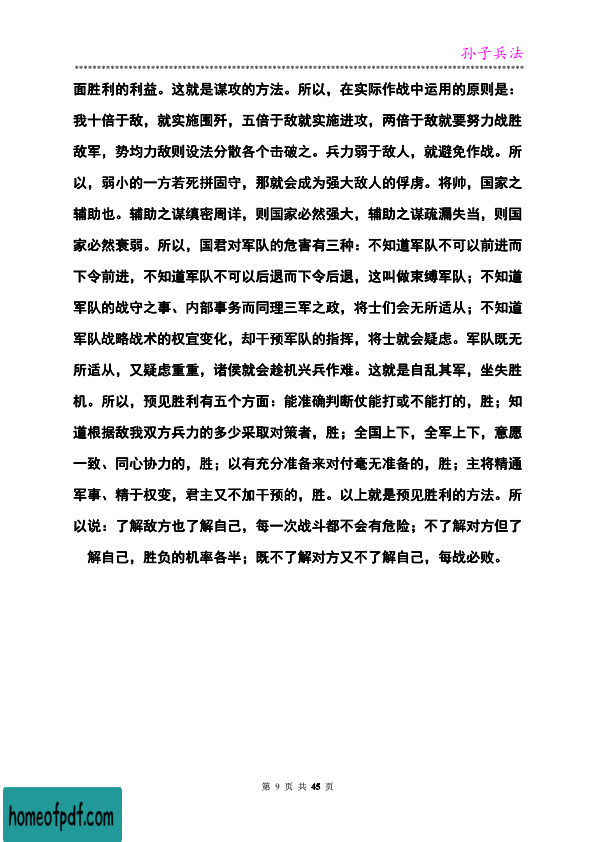 孙子兵法
面胜利的利益。这就是谋攻的方法。所以，在实际作战中运用的原则是：
我十倍于敌，就实施围歼，五倍于敌就实施进攻，两倍于敌就要努力战胜
敌军，势均力敌则设法分散各个击破之。兵力弱于敌人，就避免作战。所
以，弱小的一方若死拼固守，那就会成为强大敌人的俘虏。将帅，国家之
辅助也。辅助之谋缜密周详，则国家必然强大，辅助之谋疏漏失当，则国
家必然衰弱。所以，国君对军队的危害有三种：不知道军队不可以前进而
下令前进，不知道军队不可以后退而下令后退，这叫做束缚军队；不知道
军队的战守之事、内部事务而同理三军之政，将士们会无所适从；不知道
军队战略战术的权宜变化，却干预军队的指挥，将士就会疑虑。军队既无
所适从，又疑虑重重，诸侯就会趁机兴兵作难。这就是自乱其军，坐失胜
机。所以，预见胜利有五个方面：能准确判断仗能打或不能打的，胜；知
道根据敌我双方兵力的多少采取对策者，胜；全国上下，全军上下，意愿
一致、同心协力的，胜；以有充分准备来对付毫无准备的，胜；主将精通
军事、精于权变，君主又不加干预的，胜。以上就是预见胜利的方法。所
以说：了解敌方也了解自己，每一次战斗都不会有危险；不了解对方但了
解自己，胜负的机率各半；既不了解对方又不了解自己，每战必败。
第 9 页 共 45 页
homeofpdf.com